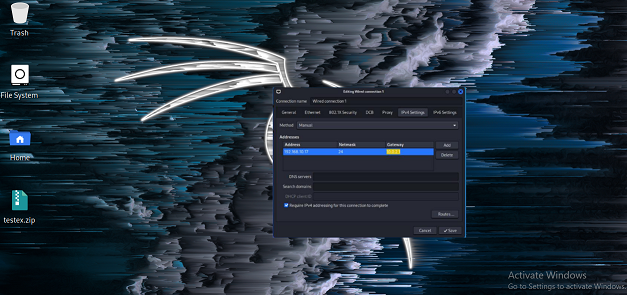 Trash
File System
Home
testex.zip
Editing Wired connection 1
Connection name Wired connection 1
General Ethernet 802.1X Security DCB Proxy IPv4 Settings IPv6 Settings
Method Manual
Addresses
Address Netmask Gateway
24
Add
Delete
DNS servers
Search domains
DHCP client ID
Require IPv4 addressing for this connection to complete
Routes...
Cancel Save
Activate Windows
Go to Settings to activate Windows.